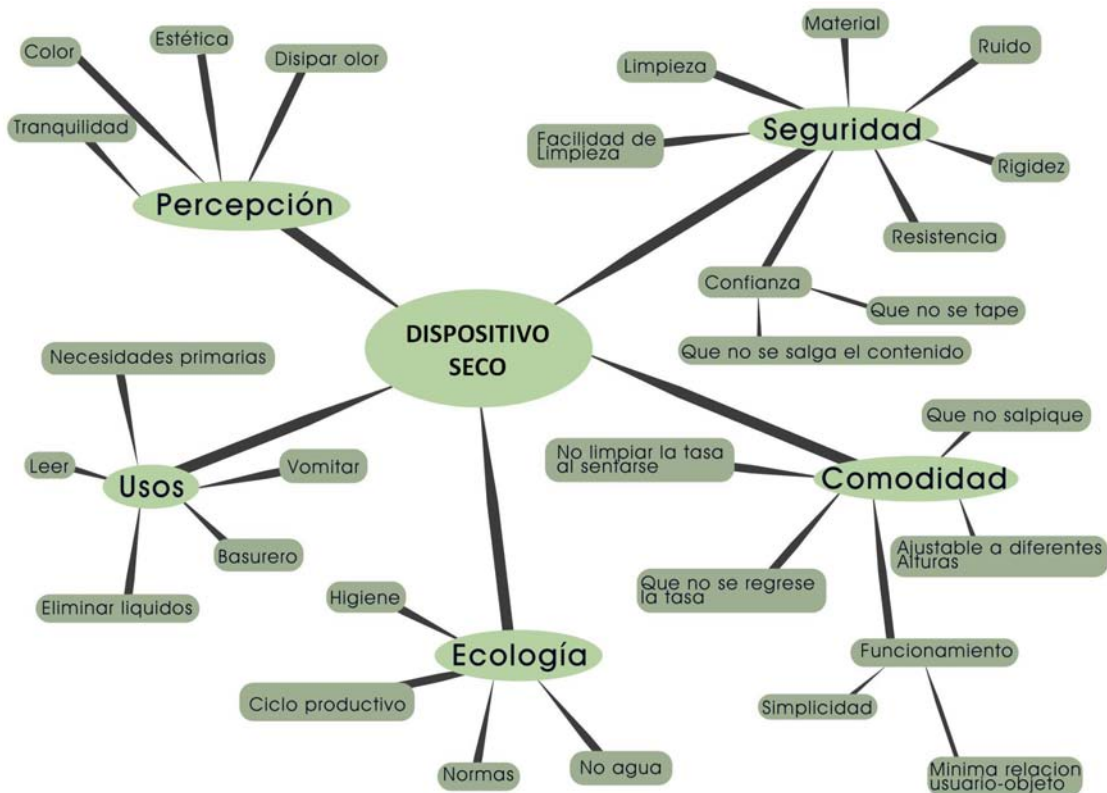 Color
Estética
Disipar olor
Tranquilidad
Percepción
Material
Ruido
Limpieza
Seguridad
Facilidad de
Limpieza
Rigidez
Resistencia
Confianza
Que no se tape
Que no se salga el contenido
DISPOSITIVO
SECO
Necesidades primarias
Leer
Vomitar
Usos
Basurero
Eliminar liquidos
Que no salpique
No limpiar la tasa
al sentarse
Comodidad
Ajustable a diferentes
Alturas
Que no se regrese
la tasa
Funcionamiento
Simplicidad
Minima relacion
usuario-objeto
Higiene
Ecología
Ciclo productivo
Normas
No agua